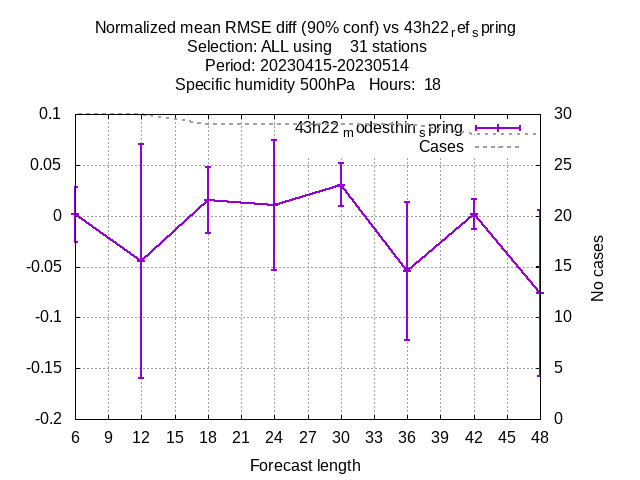 Normalized mean RMSE diff (90% conf) vs 43h22refspring
Selection: ALL using 31 stations
Period: 20230415-20230514
Specific humidity 500hPa Hours: 18
43h22modesthinspring
Cases
0.1
0.05
0
-0.05
-0.1
-0.15
-0.2
30
25
20
15
10
5
0
No cases
6 9 12 15 18 21 24 27 30 33 36 39 42 45 48
Forecast length